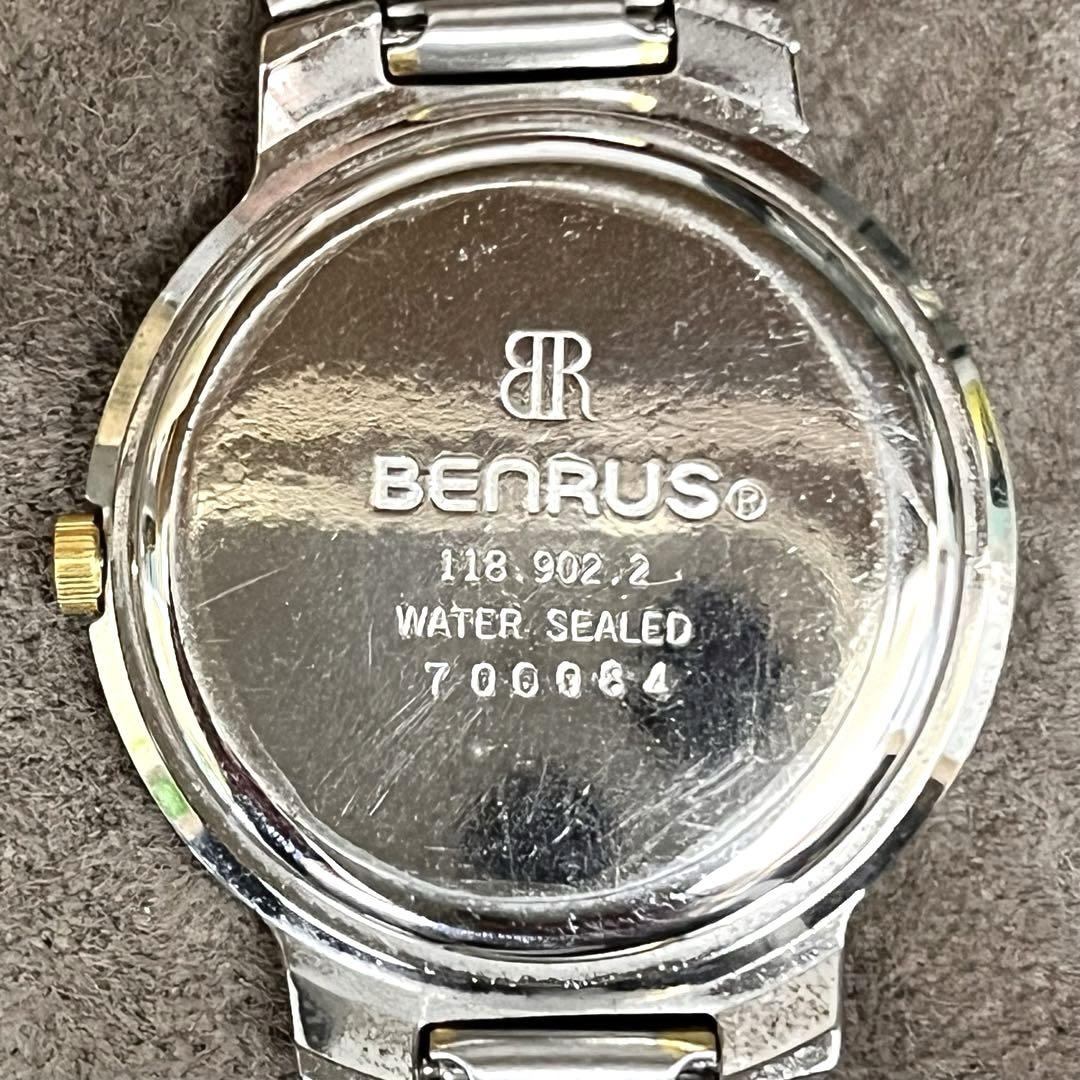 BR
BENRUS®
118.902.2
WATER SEALED
700084